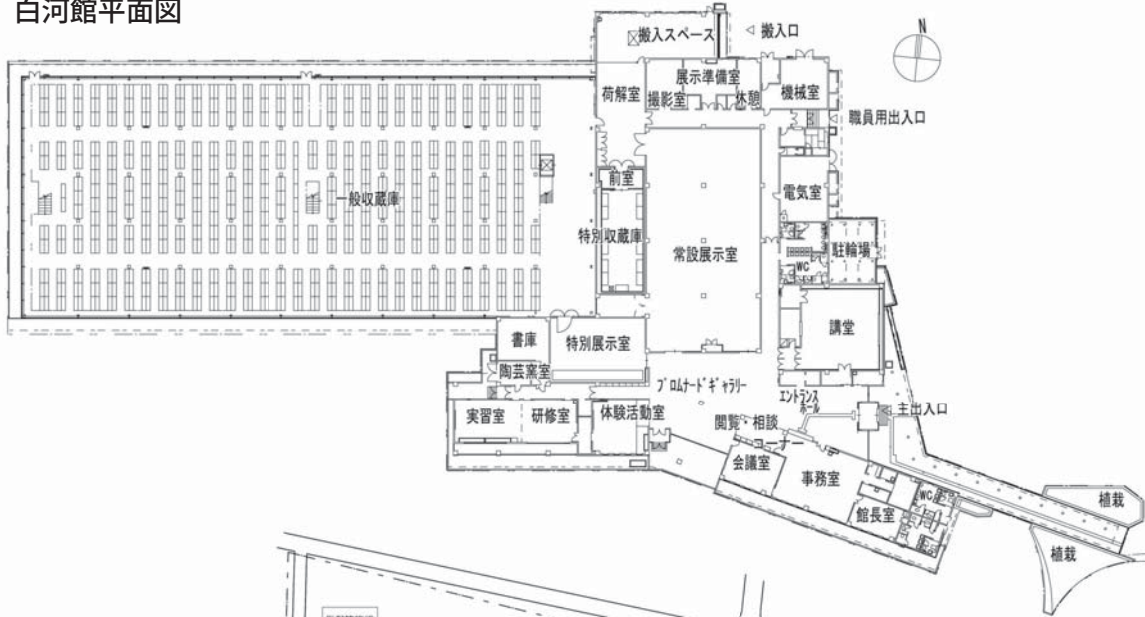 白河館平面図
N
搬入スペース
搬入口
展示準備室
荷解室
撮影室
休憩
機械室
職員用出入口
前室
電気室
一般収蔵庫
特別収蔵庫
常設展示室
駐輪場
WC
講堂
書庫
特別展示室
陶芸窯室
プロムナードギャラリー
エントランス
ホール
実習室
研修室
体験活動室
主出入口
閲覧・相談
コーナー
会議室
事務室
WC
館長室
植栽
植栽